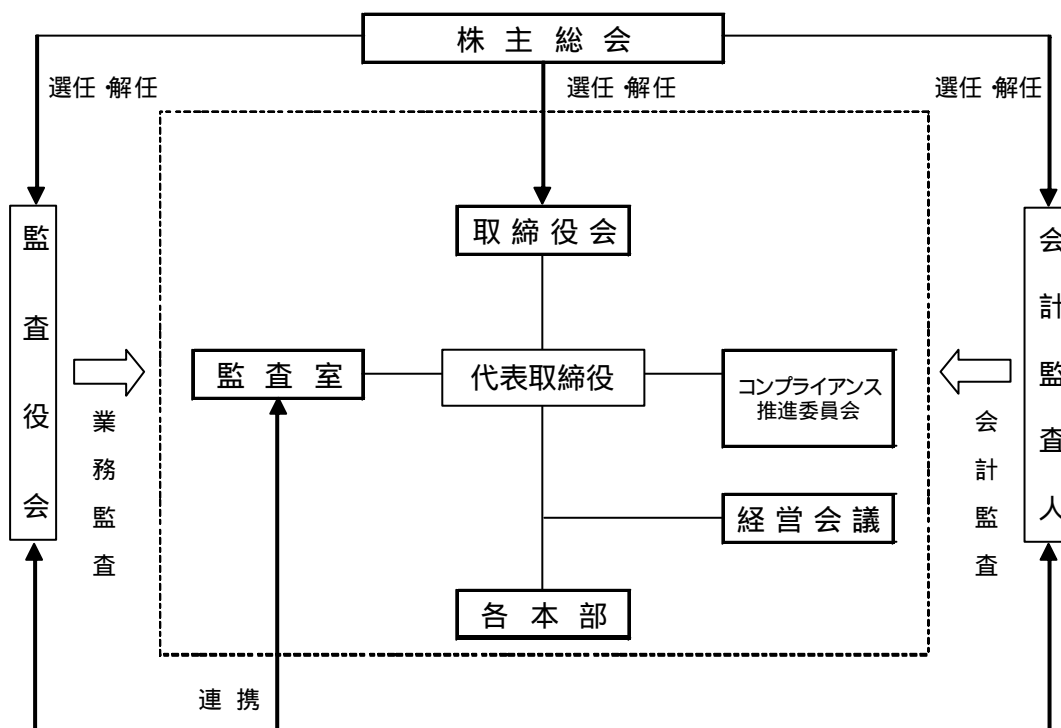 株主総会
選任・解任
選任・解任
選任・解任
監査役会
取締役会
会計監査人
監査室
代表取締役
コンプライアンス
推進委員会
業務監査
会計監査
経営会議
各本部
連携